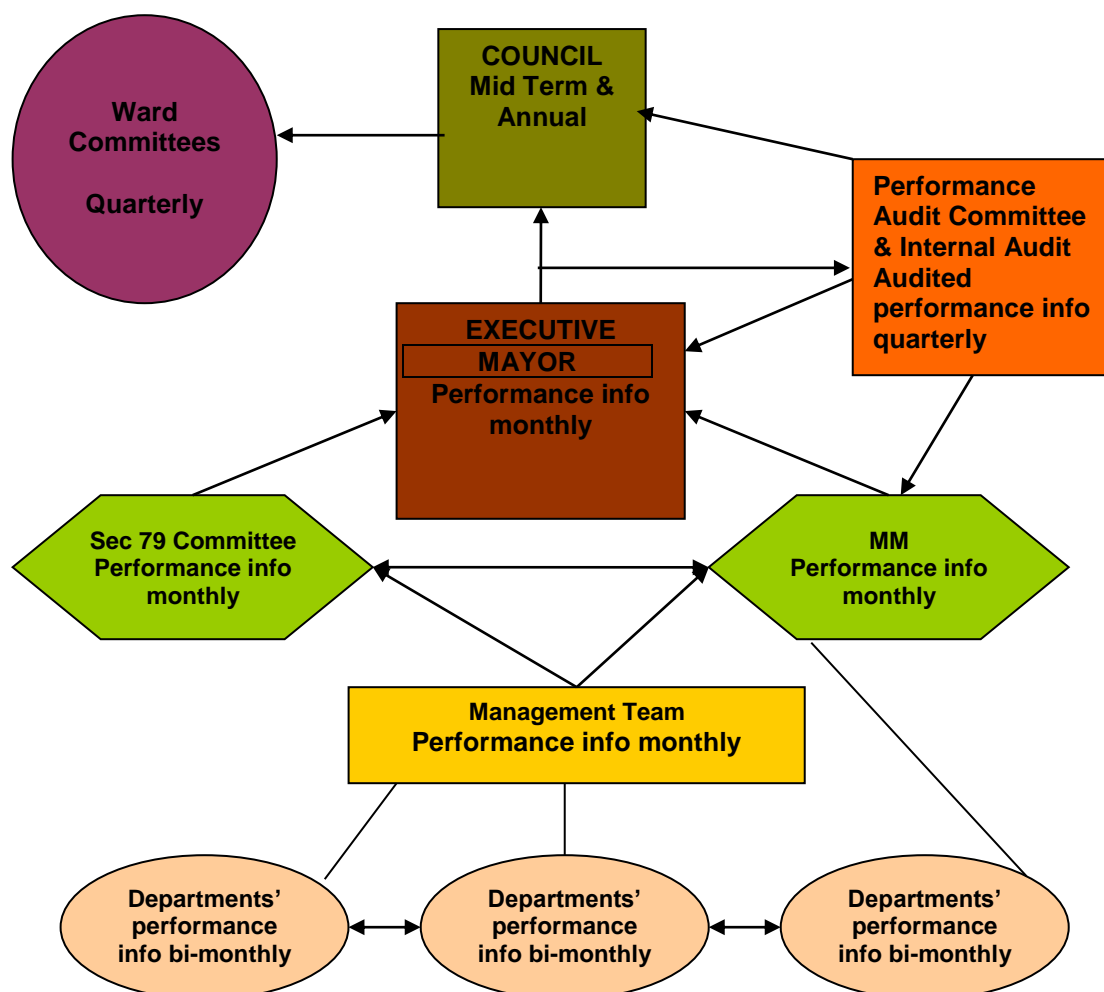 COUNCIL
Mid Term &
Annual
Ward
Committees
Quarterly
Performance
Audit Committee
& Internal Audit
Audited
performance info
quarterly
EXECUTIVE
MAYOR
Performance info
monthly
Sec 79 Committee
Performance info
monthly
MM
Performance info
monthly
Management Team
Performance info monthly
Departments’
performance
info bi-monthly
Departments’
performance
info bi-monthly
Departments’
performance
info bi-monthly